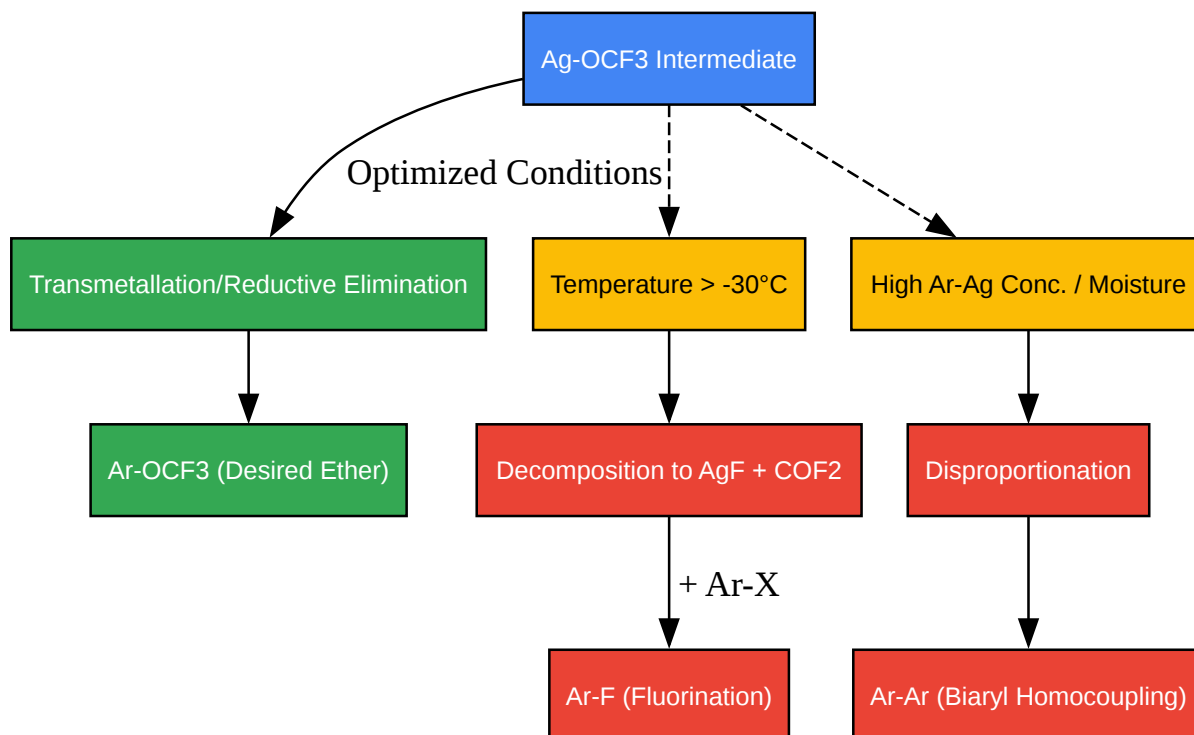 Ag-OCF3 Intermediate
Optimized Conditions
Transmetallation/Reductive Elimination
Temperature > -30°C
High Ar-Ag Conc. / Moisture
Ar-OCF3 (Desired Ether)
Decomposition to AgF + COF2
Disproportionation
+ Ar-X
Ar-F (Fluorination)
Ar-Ar (Biaryl Homocoupling)